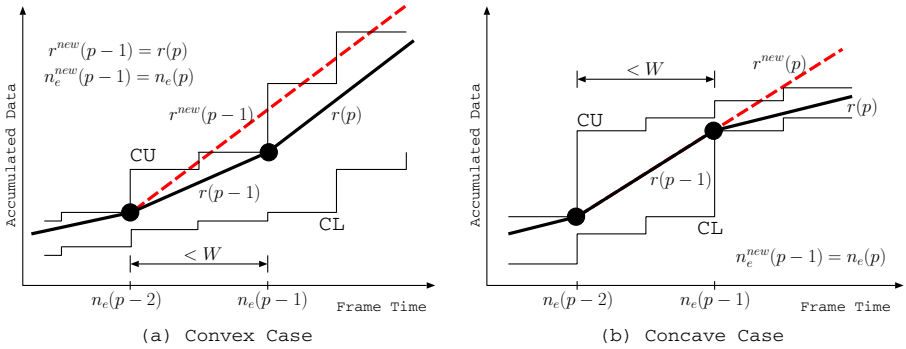 Accumulated Data
r^{new}(p−1) = r(p)
n_e^{new}(p−1) = n_e(p)
r^{new}(p−1)
r(p)
CU
r(p−1)
CL
< W
n_e(p−2)
n_e(p−1)
Frame Time
(a) Convex Case
Accumulated Data
< W
r^{new}(p)
r(p)
CU
r(p−1)
CL
n_e^{new}(p−1) = n_e(p)
n_e(p−2)
n_e(p−1)
Frame Time
(b) Concave Case